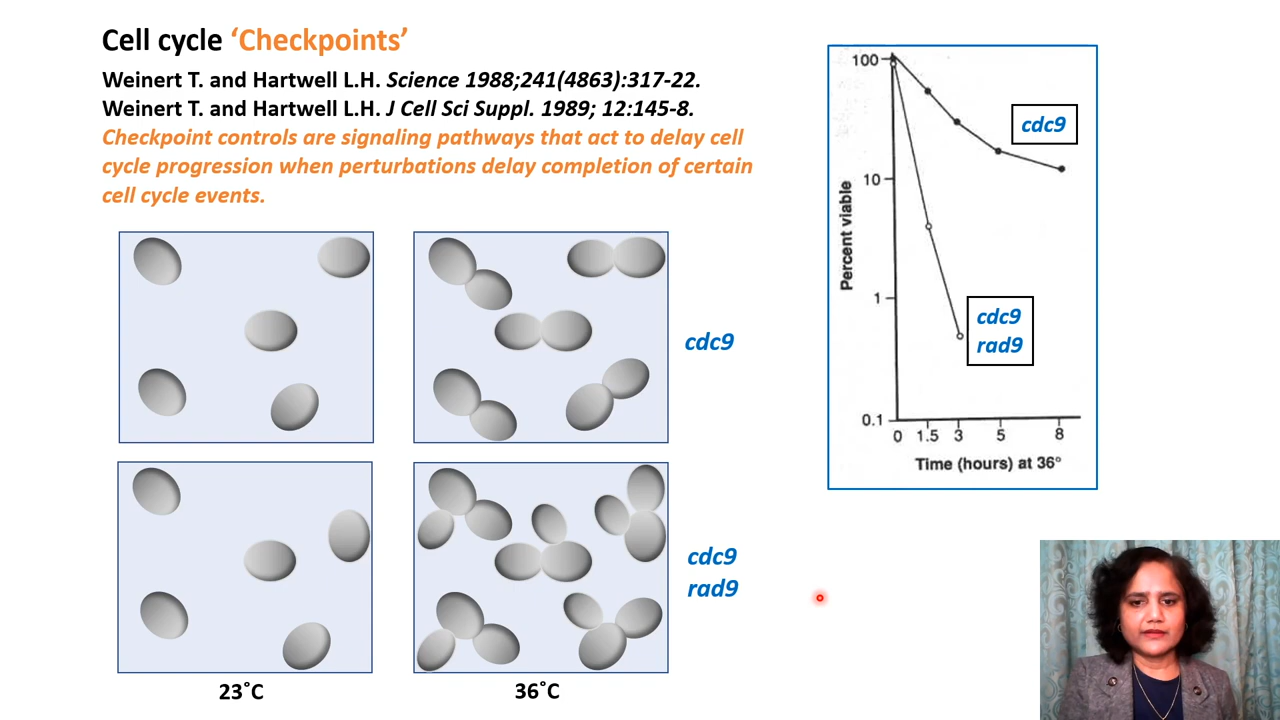 Cell cycle ‘Checkpoints’
Weinert T. and Hartwell L.H. Science 1988;241(4863):317-22.
Weinert T. and Hartwell L.H. J Cell Sci Suppl. 1989; 12:145-8.
Checkpoint controls are signaling pathways that act to delay cell
cycle progression when perturbations delay completion of certain
cell cycle events.
cdc9
cdc9
rad9
23˚C
36˚C
Percent viable
100
10
1
0.1
cdc9
cdc9
rad9
0 1.5 3 5 8
Time (hours) at 36°